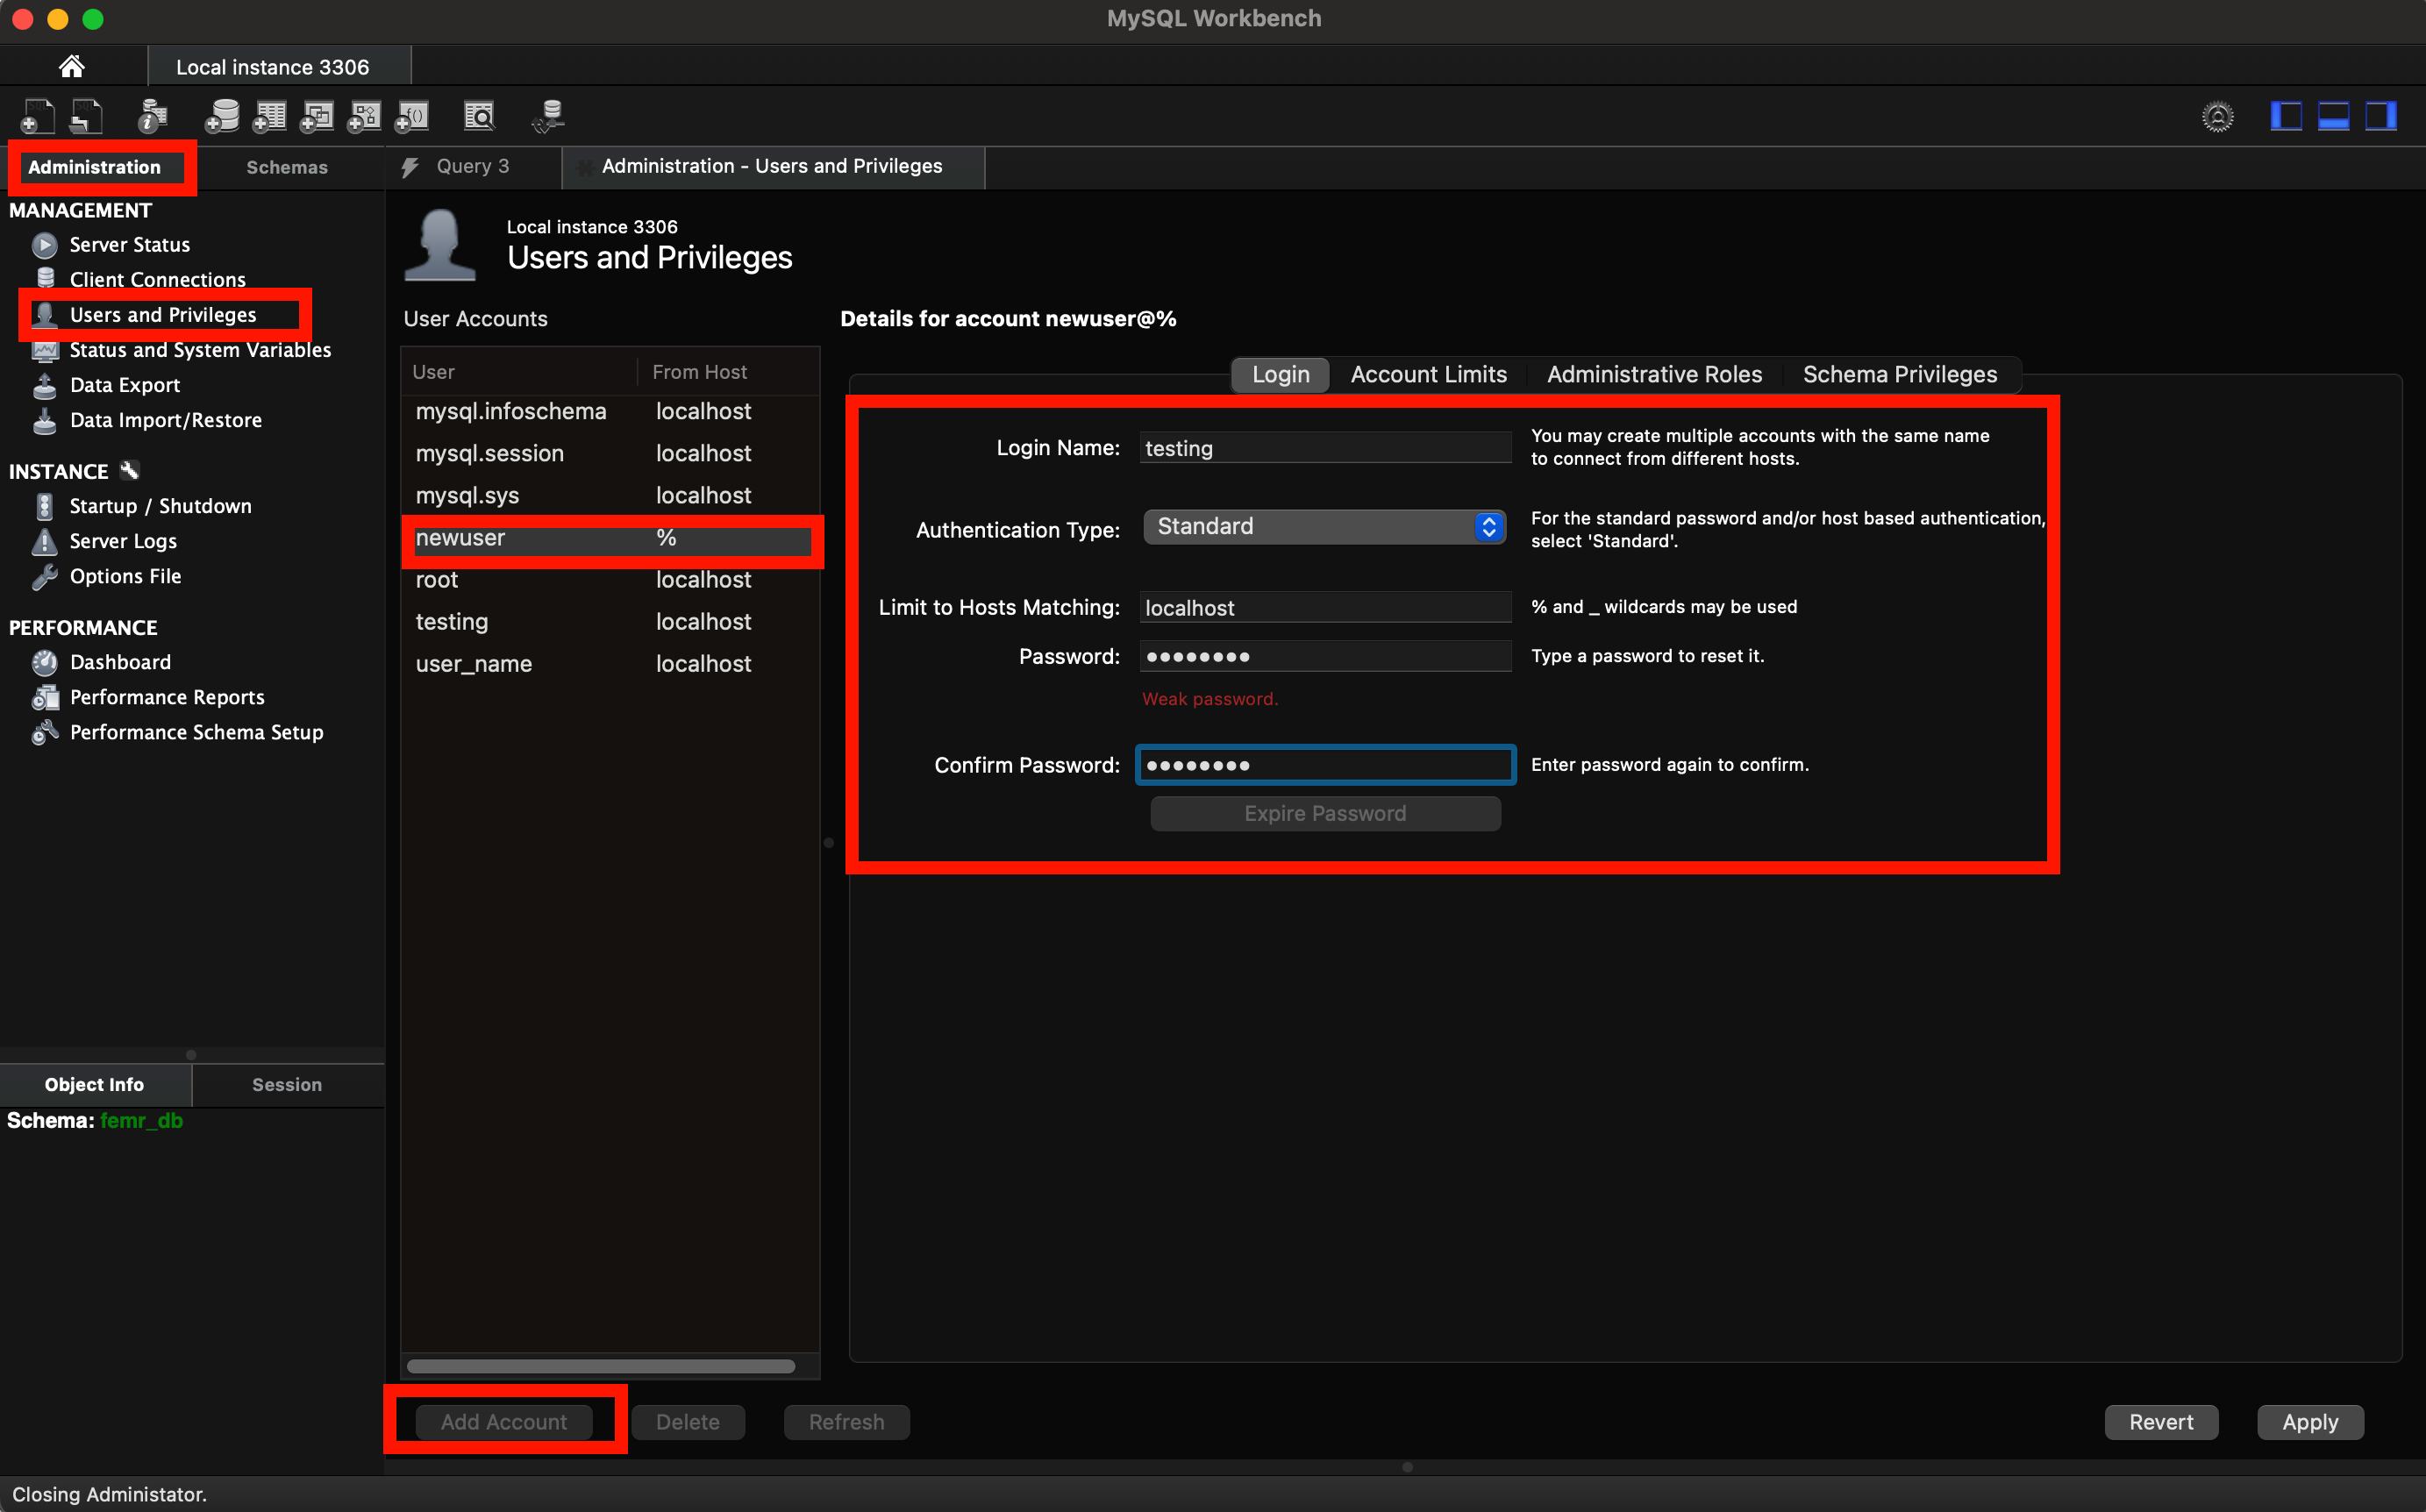 MySQL Workbench
Local instance 3306
Administration
Schemas
Query 3
Administration - Users and Privileges
MANAGEMENT
Server Status
Client Connections
Users and Privileges
Status and System Variables
Data Export
Data Import/Restore
INSTANCE
Startup / Shutdown
Server Logs
Options File
PERFORMANCE
Dashboard
Performance Reports
Performance Schema Setup
Object Info
Session
Schema: femr_db
Local instance 3306
Users and Privileges
User Accounts
User From Host
mysql.infoschema localhost
mysql.session localhost
mysql.sys localhost
newuser %
root localhost
testing localhost
user_name localhost
Add Account
Delete
Refresh
Details for account newuser@%
Login
Account Limits
Administrative Roles
Schema Privileges
Login Name: testing
You may create multiple accounts with the same name
to connect from different hosts.
Authentication Type: Standard
For the standard password and/or host based authentication,
select 'Standard'.
Limit to Hosts Matching: localhost
% and _ wildcards may be used
Password: ●●●●●●●●
Type a password to reset it.
Weak password.
Confirm Password: ●●●●●●●●
Enter password again to confirm.
Expire Password
Revert
Apply
Closing Administator.